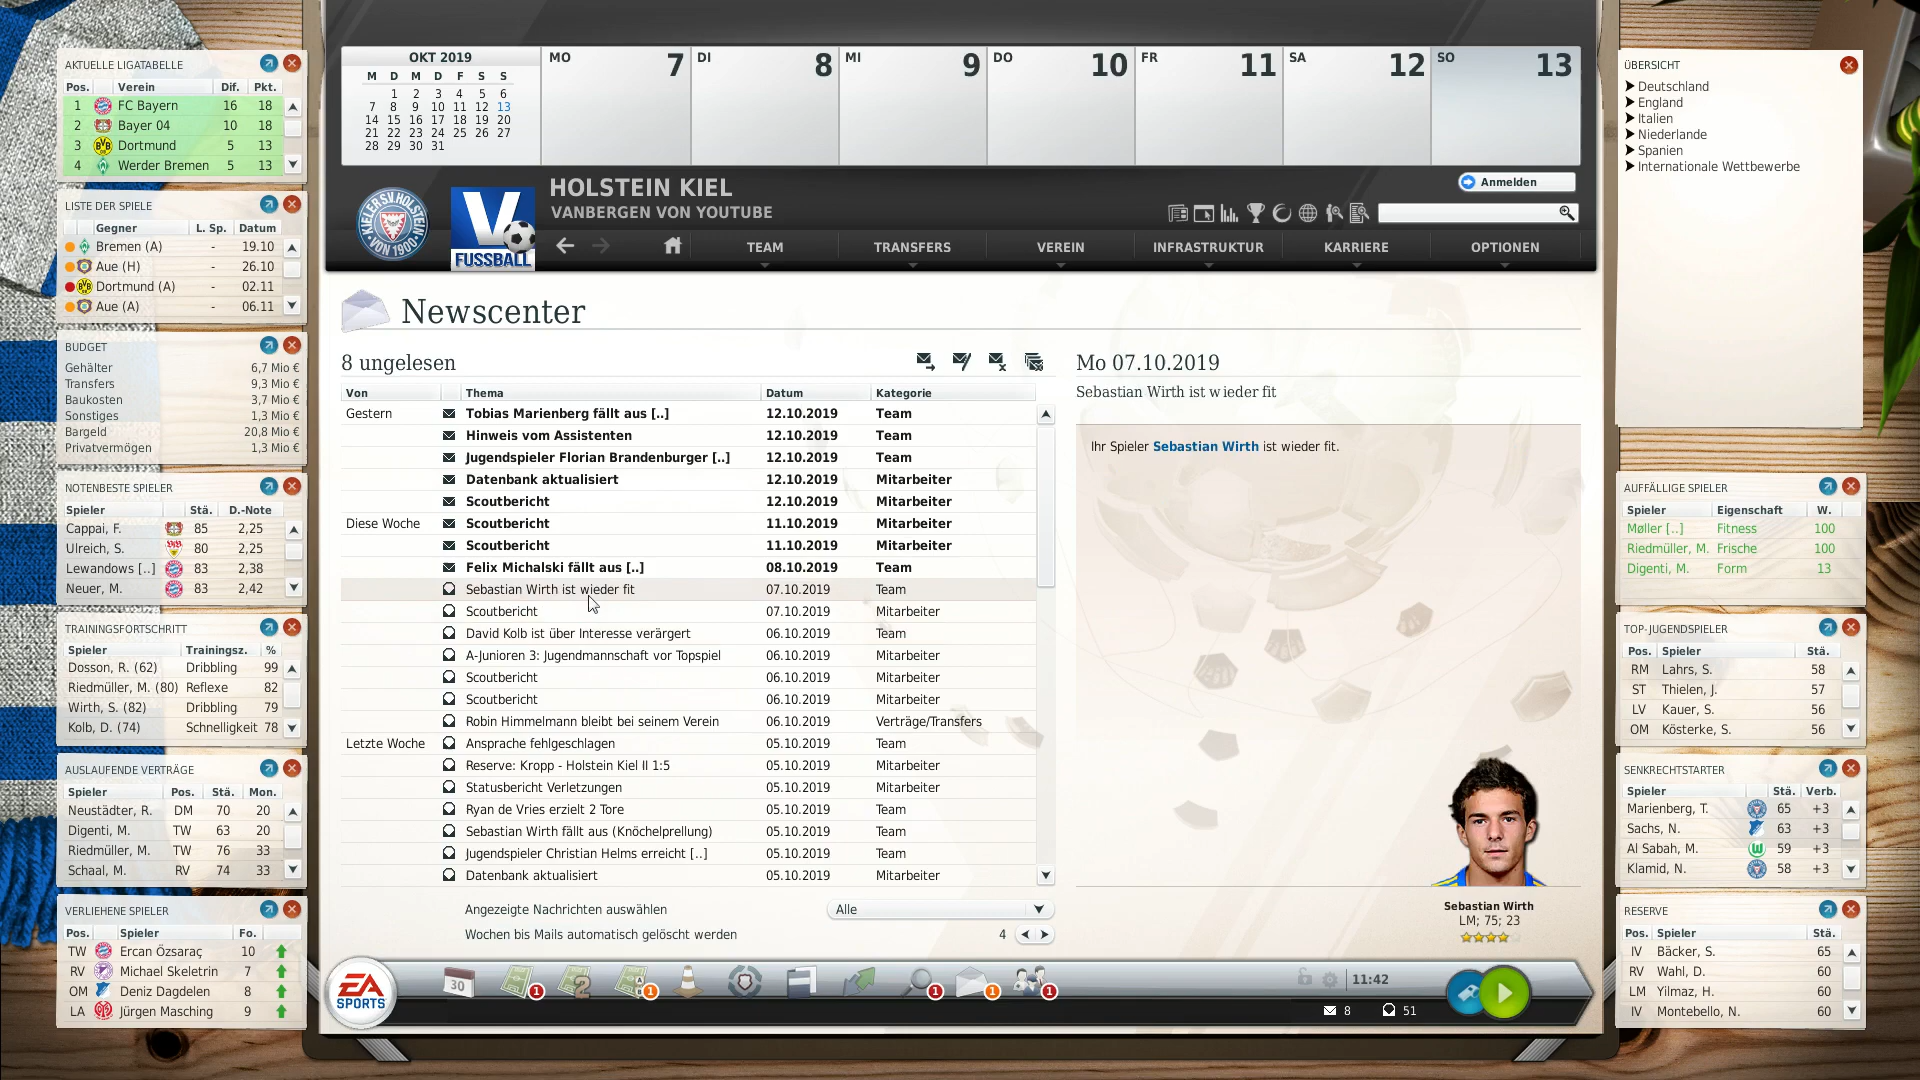 AKTUELLE LIGATABELLE
Pos. Verein Dif. Pkt.
1 FC Bayern 16 18
2 Bayer 04 10 18
3 Dortmund 5 13
4 Werder Bremen 5 13
LISTE DER SPIELE
Gegner L. Sp. Datum
Bremen (A) - 19.10
Aue (H) - 26.10
Dortmund (A) - 02.11
Aue (A) - 06.11
BUDGET
Gehälter 6,7 Mio €
Transfers 9,3 Mio €
Baukosten 3,7 Mio €
Sonstiges 1,3 Mio €
Bargeld 20,8 Mio €
Privatvermögen 1,3 Mio €
NOTENBESTE SPIELER
Spieler Stä. D.-Note
Cappai, F. 85 2,25
Ulreich, S. 80 2,25
Lewandows [..] 83 2,38
Neuer, M. 83 2,42
TRAININGSFORTSCHRITT
Spieler Trainingsz. %
Dosson, R. (62) Dribbling 99
Riedmüller, M. (80) Reflexe 82
Wirth, S. (82) Dribbling 79
Kolb, D. (74) Schnelligkeit 78
AUSLAUFENDE VERTRÄGE
Spieler Pos. Stä. Mon.
Neustädter, R. DM 70 20
Digenti, M. TW 63 20
Riedmüller, M. TW 76 33
Schaal, M. RV 74 33
VERLIEHENE SPIELER
Pos. Spieler Fo.
TW Ercan Özsaraç 10
RV Michael Skeletrin 7
OM Deniz Dagdelen 8
LA Jürgen Masching 9
OKT 2019
M D M D F S S
1 2 3 4 5 6
7 8 9 10 11 12 13
14 15 16 17 18 19 20
21 22 23 24 25 26 27
28 29 30 31
MO 7 DI 8 MI 9 DO 10 FR 11 SA 12 SO 13
KIELER S.V. HOLSTEIN VON 1900
V FUSSBALL
HOLSTEIN KIEL
VANBERGEN VON YOUTUBE
Anmelden
TEAM TRANSFERS VEREIN INFRASTRUKTUR KARRIERE OPTIONEN
Newscenter
8 ungelesen
Von Thema Datum Kategorie
Gestern Tobias Marienberg fällt aus [..] 12.10.2019 Team
Hinweis vom Assistenten 12.10.2019 Team
Jugendspieler Florian Brandenburger [..] 12.10.2019 Team
Datenbank aktualisiert 12.10.2019 Mitarbeiter
Scoutbericht 12.10.2019 Mitarbeiter
Diese Woche Scoutbericht 11.10.2019 Mitarbeiter
Scoutbericht 11.10.2019 Mitarbeiter
Felix Michalski fällt aus [..] 08.10.2019 Team
Sebastian Wirth ist wieder fit 07.10.2019 Team
Scoutbericht 07.10.2019 Mitarbeiter
David Kolb ist über Interesse verärgert 06.10.2019 Team
A-Junioren 3: Jugendmannschaft vor Topspiel 06.10.2019 Mitarbeiter
Scoutbericht 06.10.2019 Mitarbeiter
Scoutbericht 06.10.2019 Mitarbeiter
Robin Himmelmann bleibt bei seinem Verein 06.10.2019 Verträge/Transfers
Letzte Woche Ansprache fehlgeschlagen 05.10.2019 Team
Reserve: Kropp - Holstein Kiel II 1:5 05.10.2019 Mitarbeiter
Statusbericht Verletzungen 05.10.2019 Mitarbeiter
Ryan de Vries erzielt 2 Tore 05.10.2019 Team
Sebastian Wirth fällt aus (Knöchelprellung) 05.10.2019 Team
Jugendspieler Christian Helms erreicht [..] 05.10.2019 Team
Datenbank aktualisiert 05.10.2019 Mitarbeiter
Angezeigte Nachrichten auswählen Alle
Wochen bis Mails automatisch gelöscht werden 4
Mo 07.10.2019
Sebastian Wirth ist wieder fit
Ihr Spieler Sebastian Wirth ist wieder fit.
Sebastian Wirth
LM; 75; 23
EA SPORTS
30 1 2 1 1 1 1
11:42
8 51
ÜBERSICHT
Deutschland
England
Italien
Niederlande
Spanien
Internationale Wettbewerbe
AUFFÄLLIGE SPIELER
Spieler Eigenschaft W.
Møller [..] Fitness 100
Riedmüller, M. Frische 100
Digenti, M. Form 13
TOP-JUGENDSPIELER
Pos. Spieler Stä.
RM Lahrs, S. 58
ST Thielen, J. 57
LV Kauer, S. 56
OM Kösterke, S. 56
SENKRECHTSTARTER
Spieler Stä. Verb.
Marienberg, T. 65 +3
Sachs, N. 63 +3
Al Sabah, M. 59 +3
Klamid, N. 58 +3
RESERVE
Pos. Spieler Stä.
IV Bäcker, S. 65
RV Wahl, D. 60
LM Yilmaz, H. 60
IV Montebello, N. 60